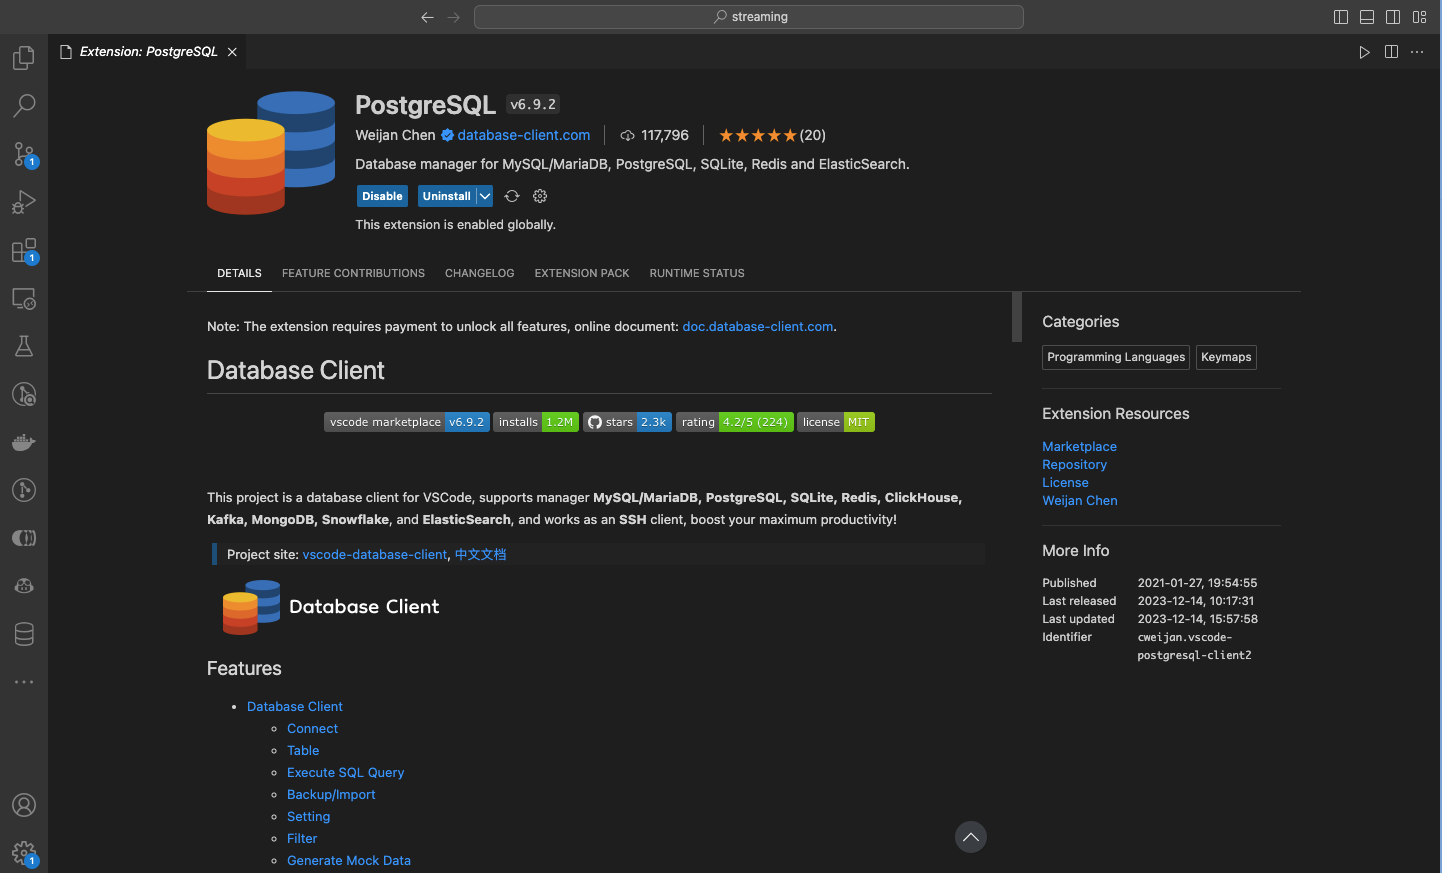 streaming
Extension: PostgreSQL
PostgreSQL v6.9.2
Weijan Chen database-client.com 117,796 (20)
Database manager for MySQL/MariaDB, PostgreSQL, SQLite, Redis and ElasticSearch.
Disable Uninstall
This extension is enabled globally.
DETAILS FEATURE CONTRIBUTIONS CHANGELOG EXTENSION PACK RUNTIME STATUS
Note: The extension requires payment to unlock all features, online document: doc.database-client.com.
Database Client
vscode marketplace v6.9.2 installs 1.2M stars 2.3k rating 4.2/5 (224) license MIT
This project is a database client for VSCode, supports manager MySQL/MariaDB, PostgreSQL, SQLite, Redis, ClickHouse,
Kafka, MongoDB, Snowflake, and ElasticSearch, and works as an SSH client, boost your maximum productivity!
Project site: vscode-database-client, 中文文档
Database Client
Features
Database Client
Connect
Table
Execute SQL Query
Backup/Import
Setting
Filter
Generate Mock Data
Categories
Programming Languages Keymaps
Extension Resources
Marketplace
Repository
License
Weijan Chen
More Info
Published 2021-01-27, 19:54:55
Last released 2023-12-14, 10:17:31
Last updated 2023-12-14, 15:57:58
Identifier cweijan.vscode-
postgresql-client2
1
1
1